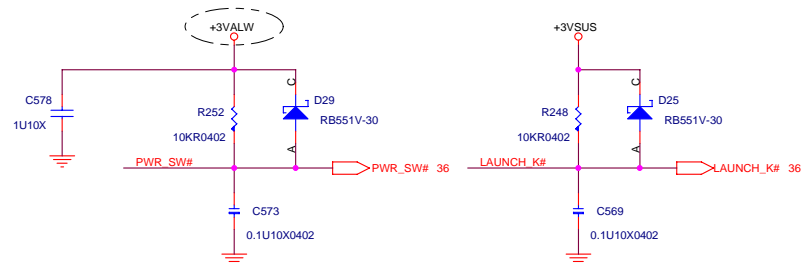 +3VALW
C578
1U10X
R252
10KR0402
C
D29
RB551V-30
A
PWR_SW#
PWR_SW# 36
C573
0.1U10X0402
+3VSUS
R248
10KR0402
C
D25
RB551V-30
A
LAUNCH_K#
LAUNCH_K# 36
C569
0.1U10X0402